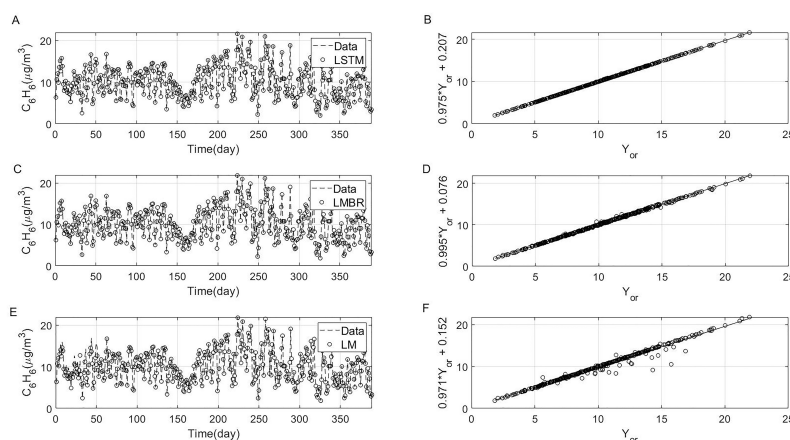 A
C6H6(μg/m3)
20
10
0
Data
LSTM
0 50 100 150 200 250 300 350
Time(day)
B
0.975*Yor + 0.207
20
10
0
0 5 10 15 20 25
Yor
C
C6H6(μg/m3)
20
10
0
Data
LMBR
0 50 100 150 200 250 300 350
Time(day)
D
0.995*Yor + 0.076
20
10
0
0 5 10 15 20 25
Yor
E
C6H6(μg/m3)
20
10
0
Data
LM
0 50 100 150 200 250 300 350
Time(day)
F
0.971*Yor + 0.152
20
10
0
0 5 10 15 20 25
Yor